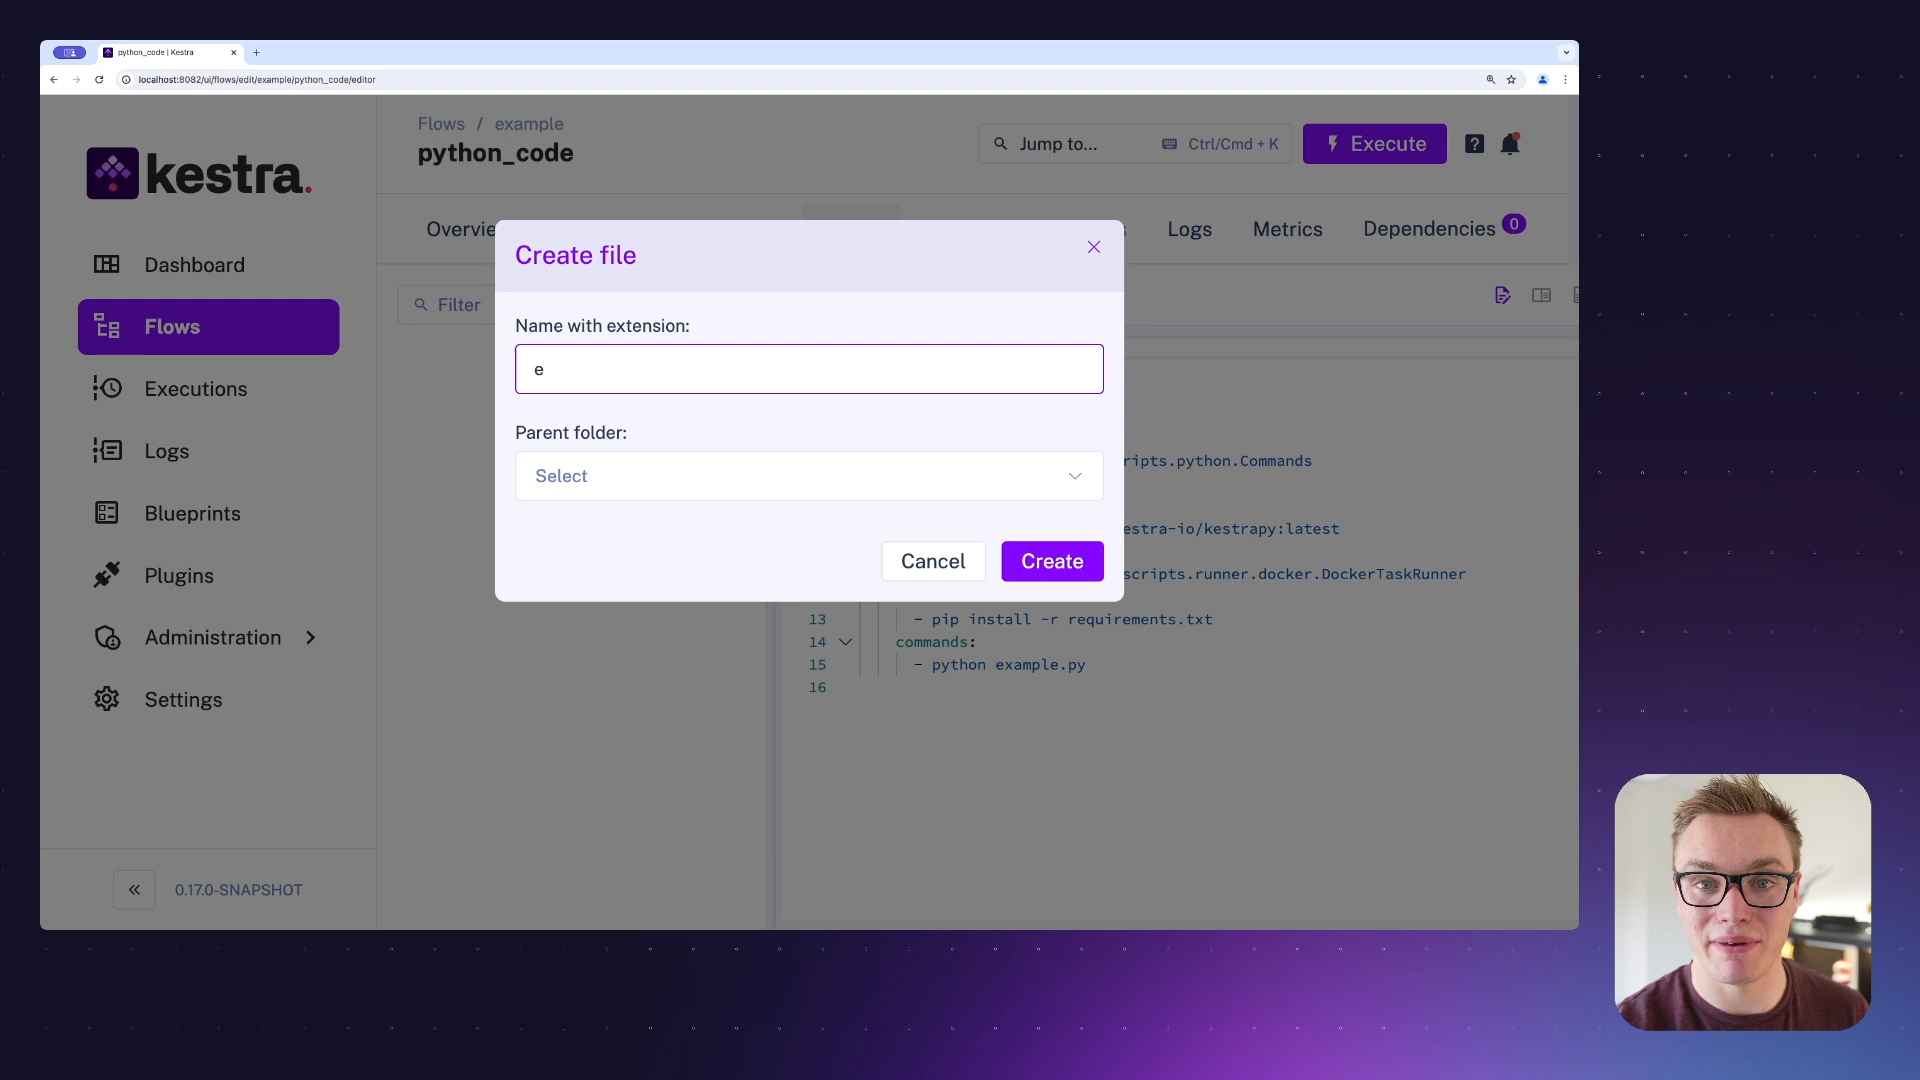 python_code | Kestra
localhost:8082/ui/flows/edit/example/python_code/editor
kestra.
Dashboard
Flows
Executions
Logs
Blueprints
Plugins
Administration
Settings
0.17.0-SNAPSHOT
Flows / example
python_code
Jump to...
Ctrl/Cmd + K
Execute
Overvie
Logs
Metrics
Dependencies 0
Filter
Create file
Name with extension:
e
Parent folder:
Select
Cancel
Create
ripts.python.Commands
estra-io/kestrapy:latest
scripts.runner.docker.DockerTaskRunner
13 - pip install -r requirements.txt
14 commands:
15 - python example.py
16